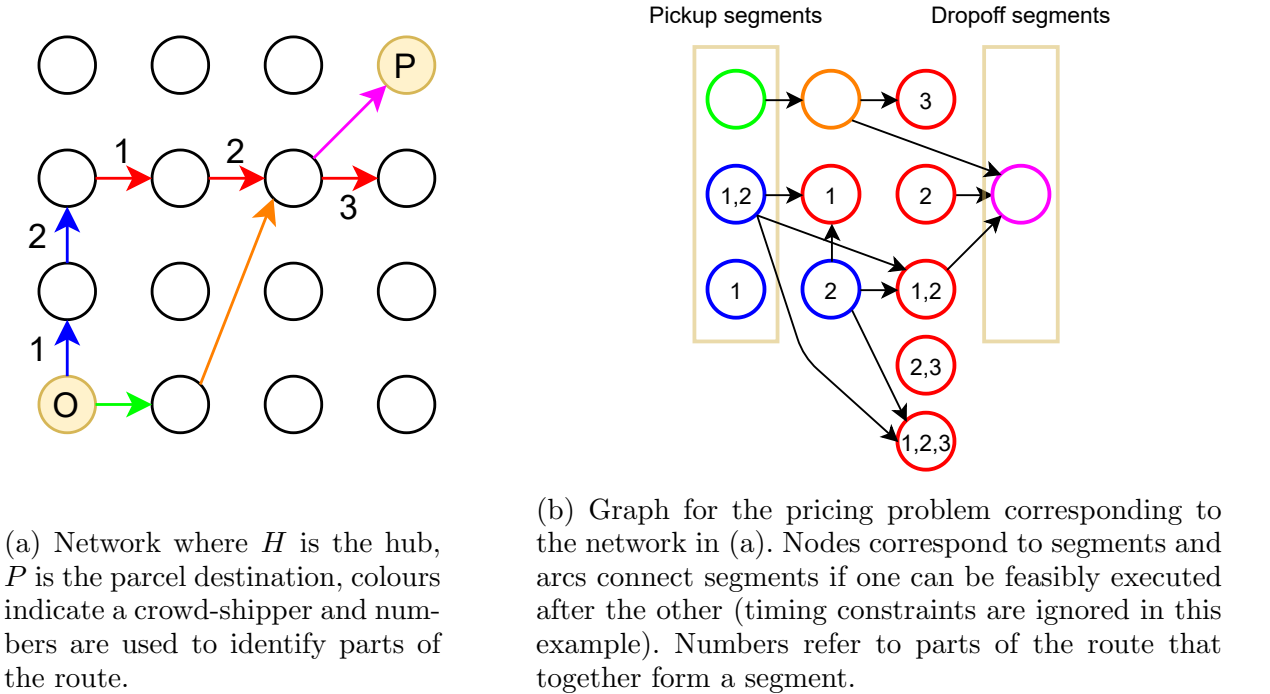 P
1
2
3
2
1
O
(a) Network where H is the hub,
P is the parcel destination, colours
indicate a crowd-shipper and num-
bers are used to identify parts of
the route.
Pickup segments
Dropoff segments
3
1,2
1
2
1
2
1,2
2,3
1,2,3
(b) Graph for the pricing problem corresponding to
the network in (a). Nodes correspond to segments and
arcs connect segments if one can be feasibly executed
after the other (timing constraints are ignored in this
example). Numbers refer to parts of the route that
together form a segment.